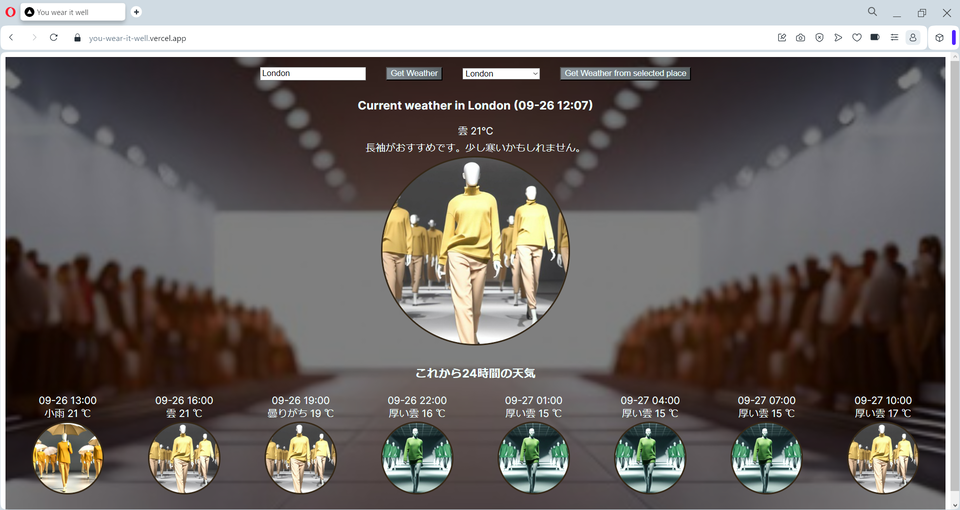 You wear it well
you-wear-it-well.vercel.app
London Get Weather London Get Weather from selected place
Current weather in London (09-26 12:07)
雲 21°C
長袖がおすすめです。少し寒いかもしれません。
これから24時間の天気
09-26 13:00 09-26 16:00 09-26 19:00 09-26 22:00 09-27 01:00 09-27 04:00 09-27 07:00 09-27 10:00
小雨 21 ℃ 雲 21 ℃ 曇りがち 19 ℃ 厚い雲 16 ℃ 厚い雲 15 ℃ 厚い雲 15 ℃ 厚い雲 15 ℃ 厚い雲 17 ℃